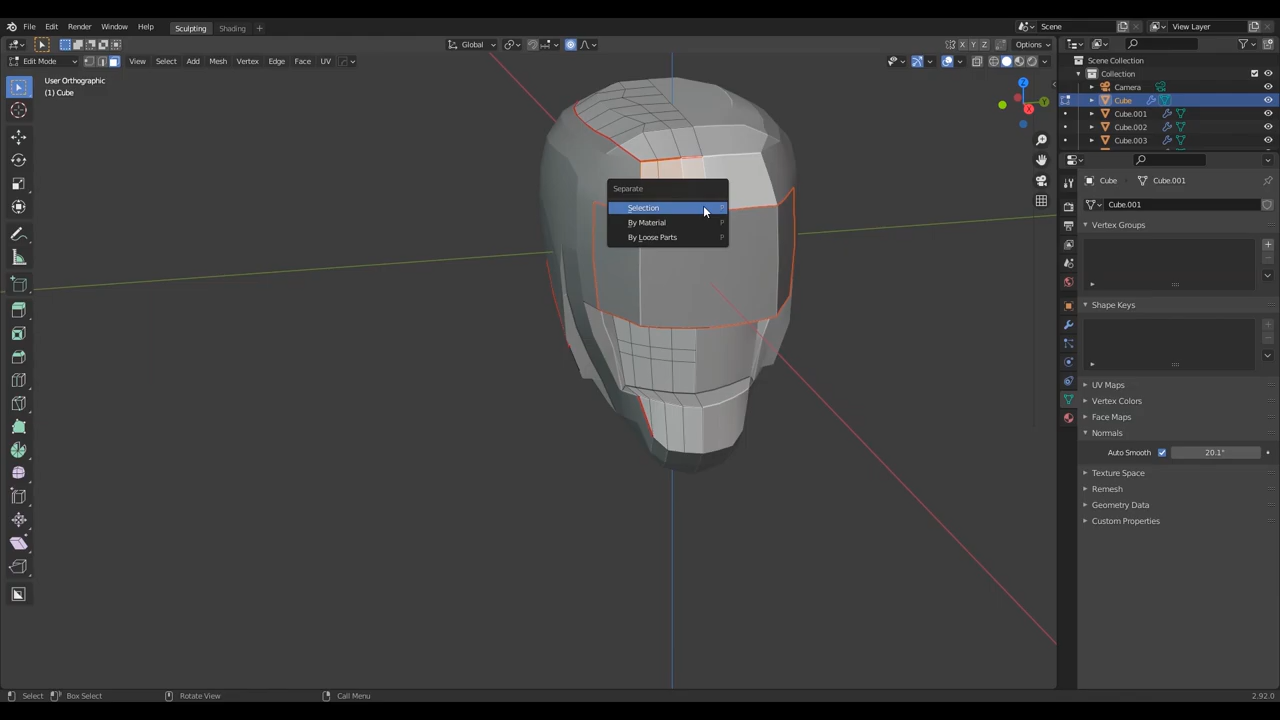 File Edit Render Window Help Sculpting Shading + Scene View Layer
Global X Y Z Options
Edit Mode View Select Add Mesh Vertex Edge Face UV
User Orthographic
(1) Cube
Z
Y
X
Separate
Selection P
By Material P
By Loose Parts P
Scene Collection
Collection
Camera
Cube
Cube.001
Cube.002
Cube.003
Cube Cube.001
Cube.001
Vertex Groups
Shape Keys
UV Maps
Vertex Colors
Face Maps
Normals
Auto Smooth 20.1°
Texture Space
Remesh
Geometry Data
Custom Properties
Select Box Select Rotate View Call Menu 2.92.0